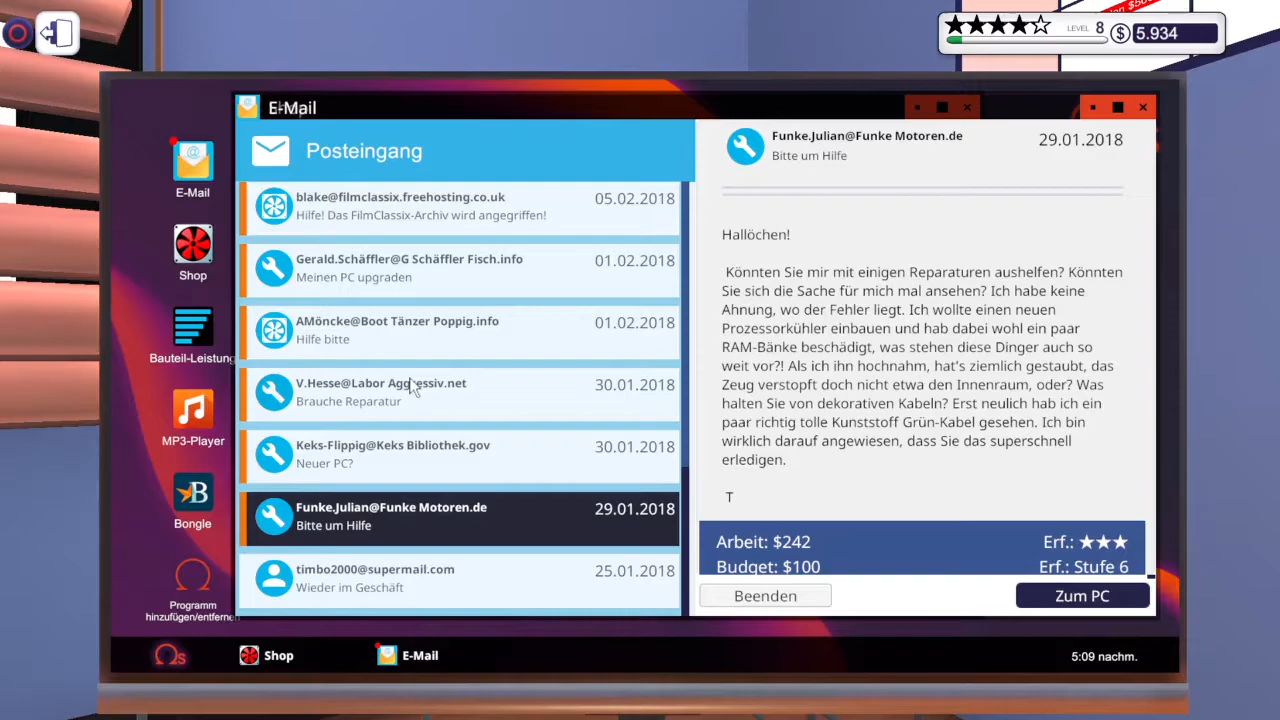 LEVEL 8
$ 5.934
E-Mail
Posteingang
blake@filmclassix.freehosting.co.uk
05.02.2018
Hilfe! Das FilmClassix-Archiv wird angegriffen!
Gerald.Schäffler@G Schäffler Fisch.info
01.02.2018
Meinen PC upgraden
AMöncke@Boot Tänzer Poppig.info
01.02.2018
Hilfe bitte
V.Hesse@Labor Aggressiv.net
30.01.2018
Brauche Reparatur
Keks-Flippig@Keks Bibliothek.gov
30.01.2018
Neuer PC?
Funke.Julian@Funke Motoren.de
29.01.2018
Bitte um Hilfe
timbo2000@supermail.com
25.01.2018
Wieder im Geschäft
Funke.Julian@Funke Motoren.de
29.01.2018
Bitte um Hilfe
Hallöchen!
Könnten Sie mir mit einigen Reparaturen aushelfen? Könnten
Sie sich die Sache für mich mal ansehen? Ich habe keine
Ahnung, wo der Fehler liegt. Ich wollte einen neuen
Prozessorkühler einbauen und hab dabei wohl ein paar
RAM-Bänke beschädigt, was stehen diese Dinger auch so
weit vor?! Als ich ihn hochnahm, hat's ziemlich gestaubt, das
Zeug verstopft doch nicht etwa den Innenraum, oder? Was
halten Sie von dekorativen Kabeln? Erst neulich hab ich ein
paar richtig tolle Kunststoff Grün-Kabel gesehen. Ich bin
wirklich darauf angewiesen, dass Sie das superschnell
erledigen.
T
Arbeit: $242
Erf.: ★★★
Budget: $100
Erf.: Stufe 6
Beenden
Zum PC
E-Mail
Shop
Bauteil-Leistung
MP3-Player
Bongle
Programm
hinzufügen/entfernen
Shop
E-Mail
5:09 nachm.